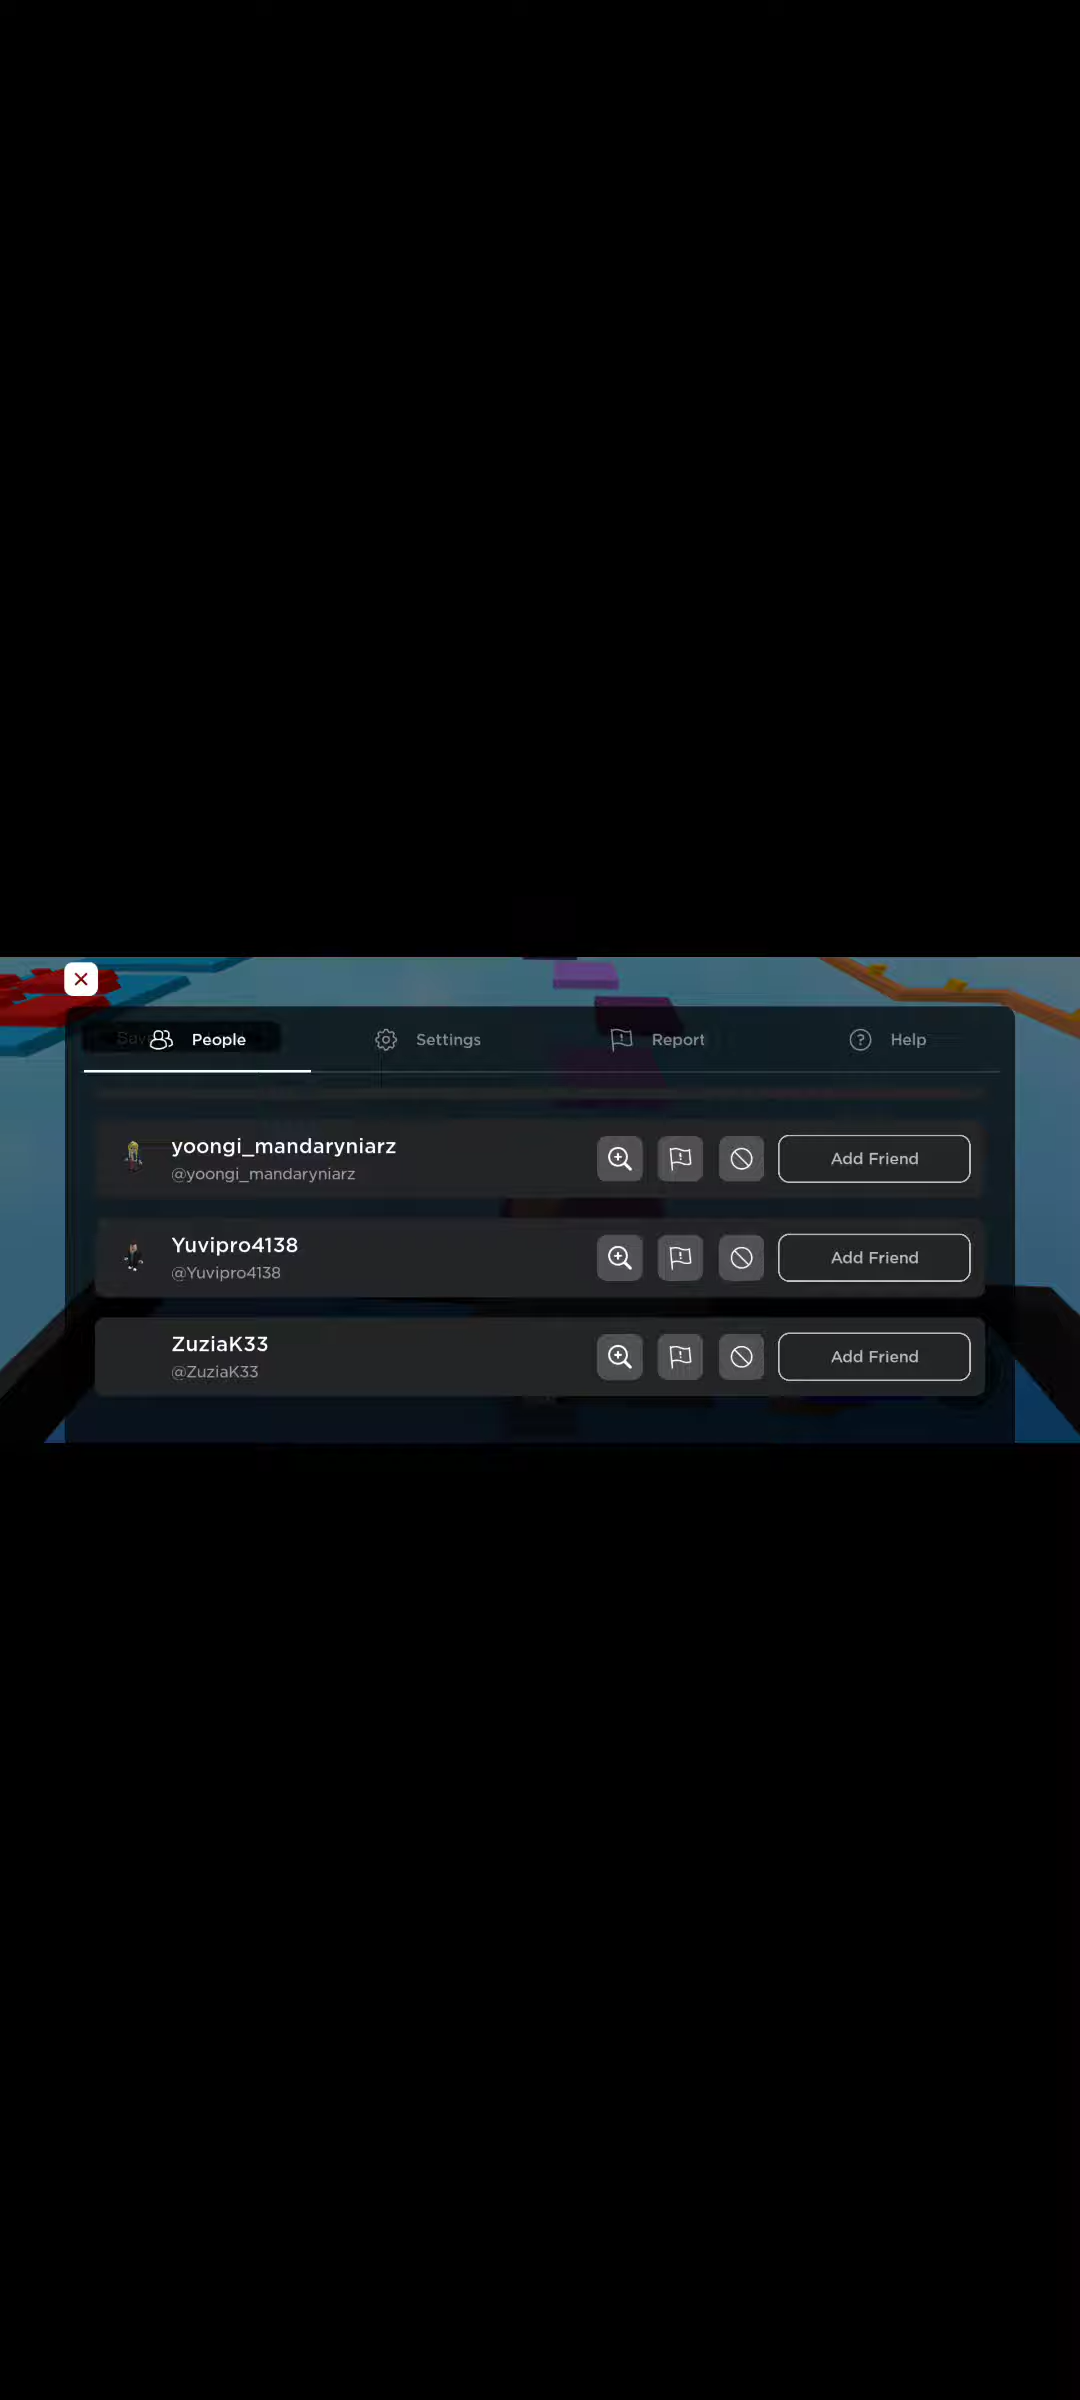 People
Settings
Report
Help
yoongi_mandaryniarz
@yoongi_mandaryniarz
Add Friend
Yuvipro4138
@Yuvipro4138
Add Friend
ZuziaK33
@ZuziaK33
Add Friend